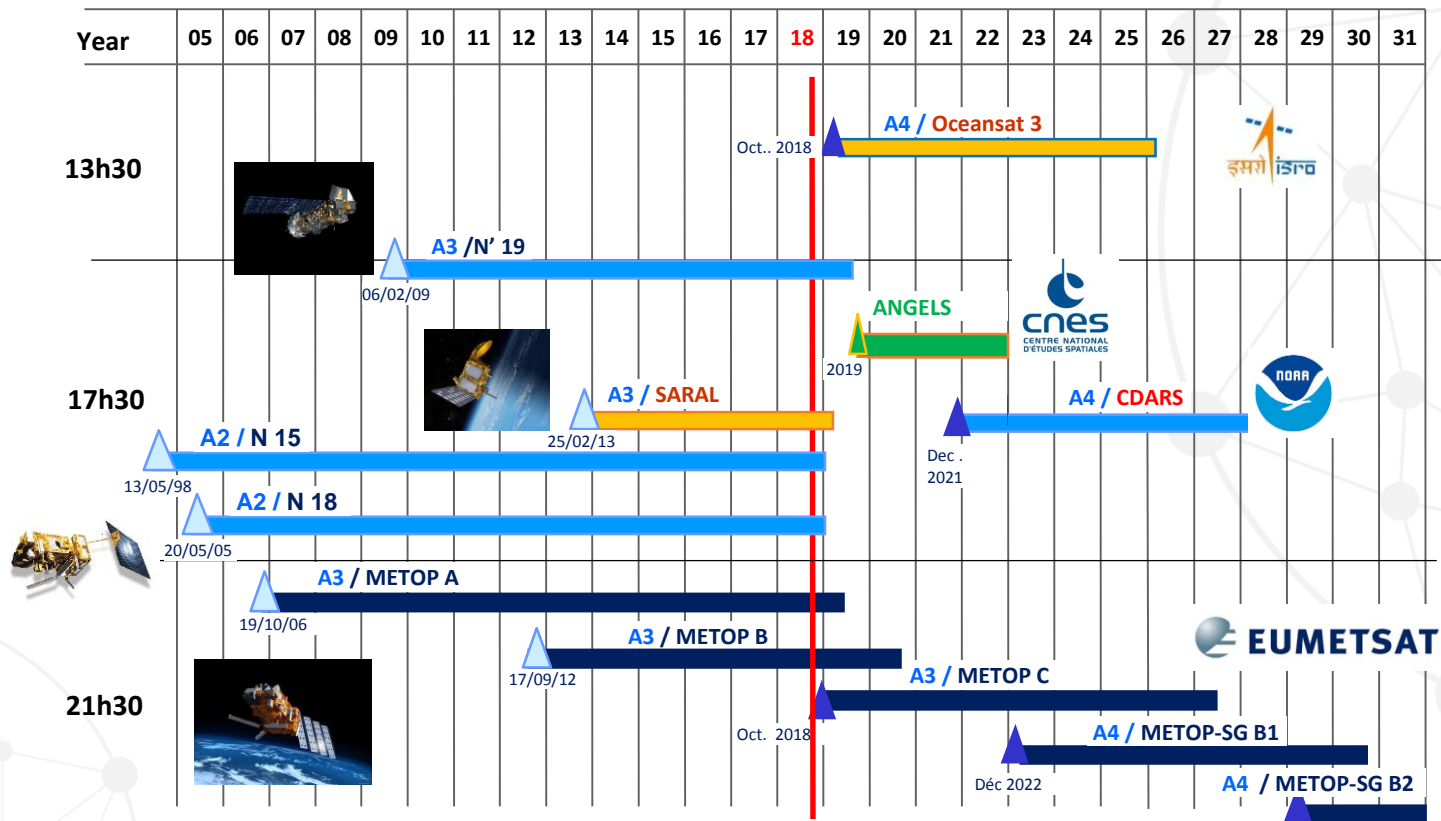 Year 05 06 07 08 09 10 11 12 13 14 15 16 17 18 19 20 21 22 23 24 25 26 27 28 29 30 31
A4 / Oceansat 3
Oct.. 2018
13h30
इसरो isro
A3 /N’ 19
06/02/09
ANGELS
2019
cnes
CENTRE NATIONAL
D'ÉTUDES SPATIALES
17h30
A3 / SARAL
25/02/13
A4 / CDARS
Dec .
2021
NOAA
A2 / N 15
13/05/98
A2 / N 18
20/05/05
A3 / METOP A
19/10/06
A3 / METOP B
17/09/12
EUMETSAT
21h30
A3 / METOP C
Oct. 2018
A4 / METOP-SG B1
Déc 2022
A4 / METOP-SG B2